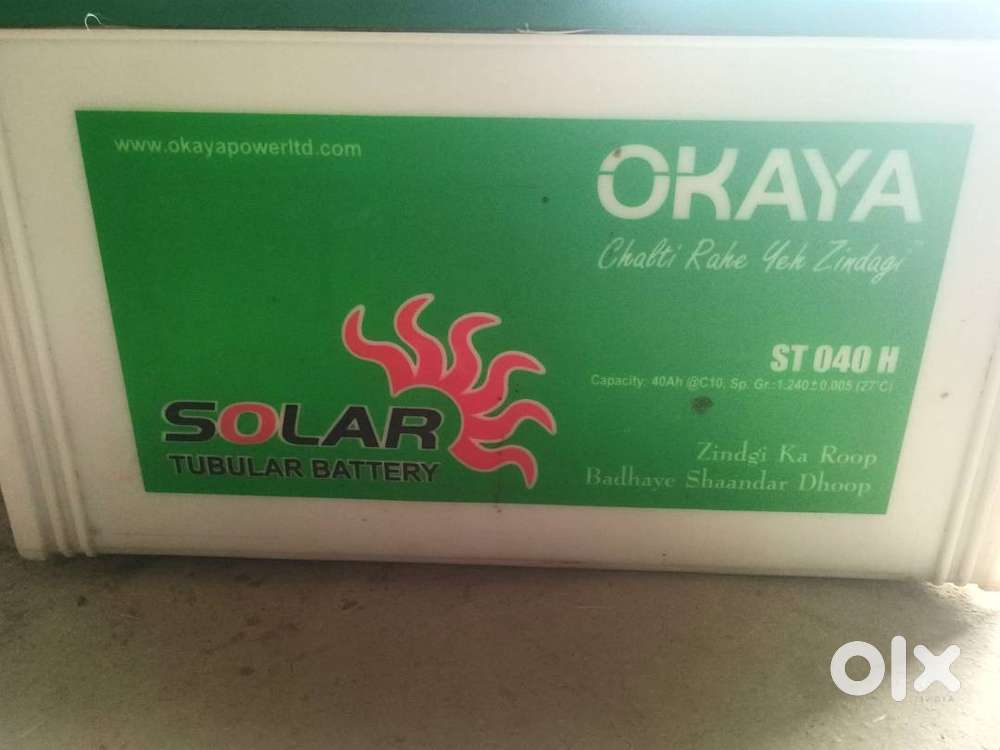 www.okayapowerltd.com
OKAYA
Chalti Rahe Yeh Zindagi
ST 040 H
Capacity: 40Ah @C10, Sp. Gr.:1.240±0.005 (27°C)
SOLAR
TUBULAR BATTERY
Zindgi Ka Roop
Badhaye Shaandar Dhoop
olx